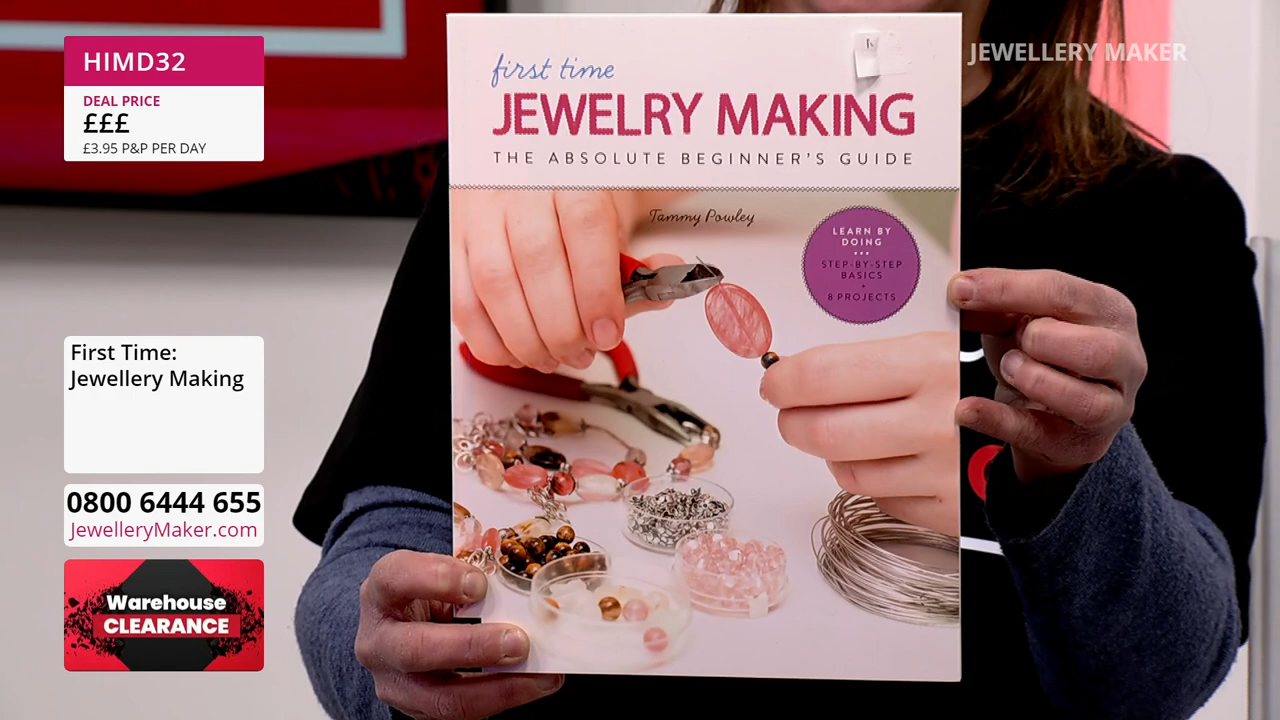 HIMD32
DEAL PRICE
£££
£3.95 P&P PER DAY
First Time:
Jewellery Making
0800 6444 655
JewelleryMaker.com
Warehouse
CLEARANCE
JEWELLERY MAKER
first time
JEWELRY MAKING
THE ABSOLUTE BEGINNER'S GUIDE
Tammy Powley
LEARN BY
DOING
STEP-BY-STEP
BASICS
+
8 PROJECTS